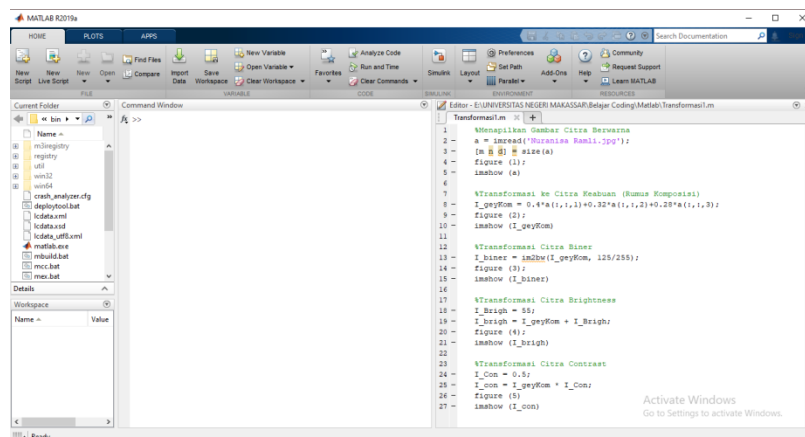 MATLAB R2019a
HOME PLOTS APPS
Search Documentation
New Script
New Live Script
New
Open
Find Files
Compare
Import Data
Save Workspace
New Variable
Open Variable
Clear Workspace
Favorites
Analyze Code
Run and Time
Clear Commands
Simulink
Layout
Preferences
Set Path
Parallel
Add-Ons
Help
Community
Request Support
Learn MATLAB
FILE VARIABLE CODE SIMULINK ENVIRONMENT RESOURCES
Current Folder
« bin
Name
m3iregistry
registry
util
win32
win64
crash_analyzer.cfg
deploytool.bat
lcdata.xml
lcdata.xsd
lcdata_utf8.xml
matlab.exe
mbuild.bat
mcc.bat
mex.bat
Details
Workspace
Name Value
Command Window
fx >>
Editor - E:\UNIVERSITAS NEGERI MAKASSAR\Belajar Coding\Matlab\Transformasi1.m
Transformasi1.m
1 %Menapilkan Gambar Citra Berwarna
2 - a = imread('Nuranisa Ramli.jpg');
3 - [m n d] = size(a)
4 - figure (1);
5 - imshow (a)
6
7 %Transformasi ke Citra Keabuan (Rumus Komposisi)
8 - I_geyKom = 0.4*a(:,:,1)+0.32*a(:,:,2)+0.28*a(:,:,3);
9 - figure (2);
10 - imshow (I_geyKom)
11
12 %Transformasi Citra Biner
13 - I_biner = im2bw(I_geyKom, 125/255);
14 - figure (3);
15 - imshow (I_biner)
16
17 %Transformasi Citra Brightness
18 - I_Brigh = 55;
19 - I_brigh = I_geyKom + I_Brigh;
20 - figure (4);
21 - imshow (I_brigh)
22
23 %Transformasi Citra Contrast
24 - I_Con = 0.5;
25 - I_con = I_geyKom * I_Con;
26 - figure (5)
27 - imshow (I_con)
Activate Windows
Go to Settings to activate Windows.
Ready